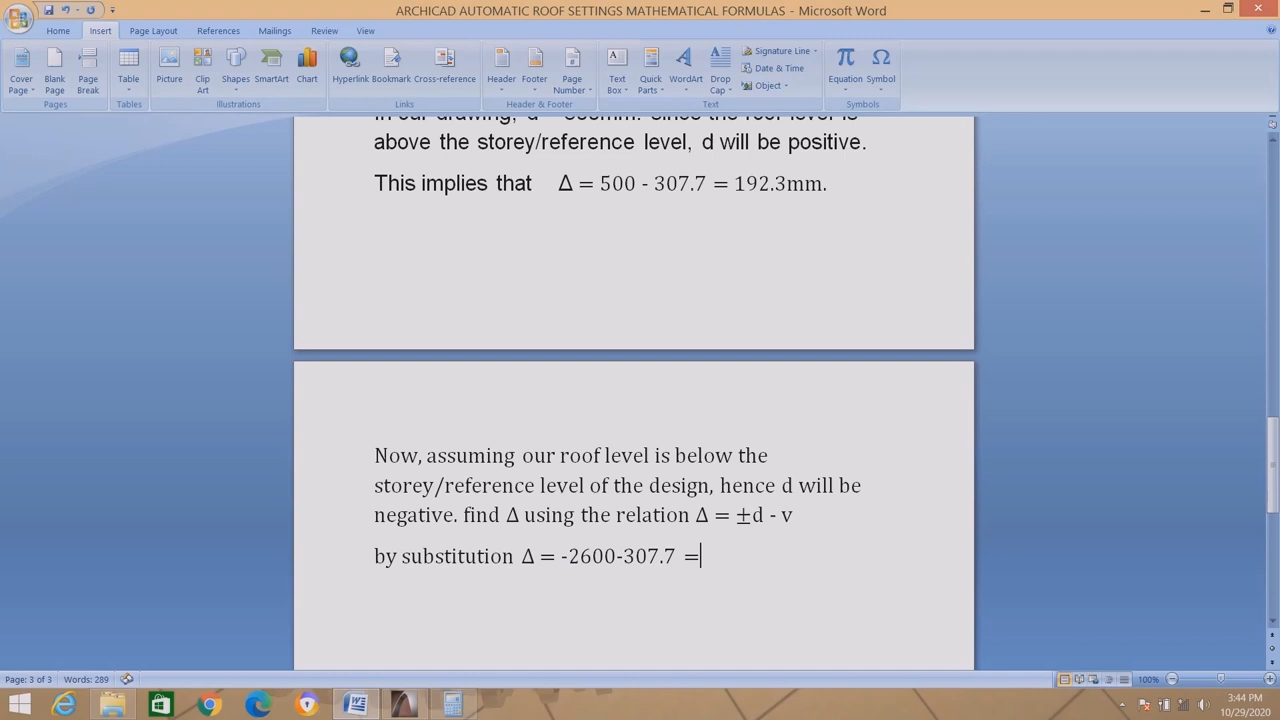 ARCHICAD AUTOMATIC ROOF SETTINGS MATHEMATICAL FORMULAS - Microsoft Word
Home Insert Page Layout References Mailings Review View
Cover Page Blank Page Page Break Table Picture Clip Art Shapes SmartArt Chart Hyperlink Bookmark Cross-reference Header Footer Page Number Text Box Quick Parts WordArt Drop Cap Signature Line Date & Time Object Equation Symbol
Pages Tables Illustrations Links Header & Footer Text Symbols
above the storey/reference level, d will be positive.
This implies that Δ = 500 - 307.7 = 192.3mm.
Now, assuming our roof level is below the
storey/reference level of the design, hence d will be
negative. find Δ using the relation Δ = ±d - v
by substitution Δ = -2600-307.7 =
Page: 3 of 3 Words: 289 100%
3:44 PM
10/29/2020